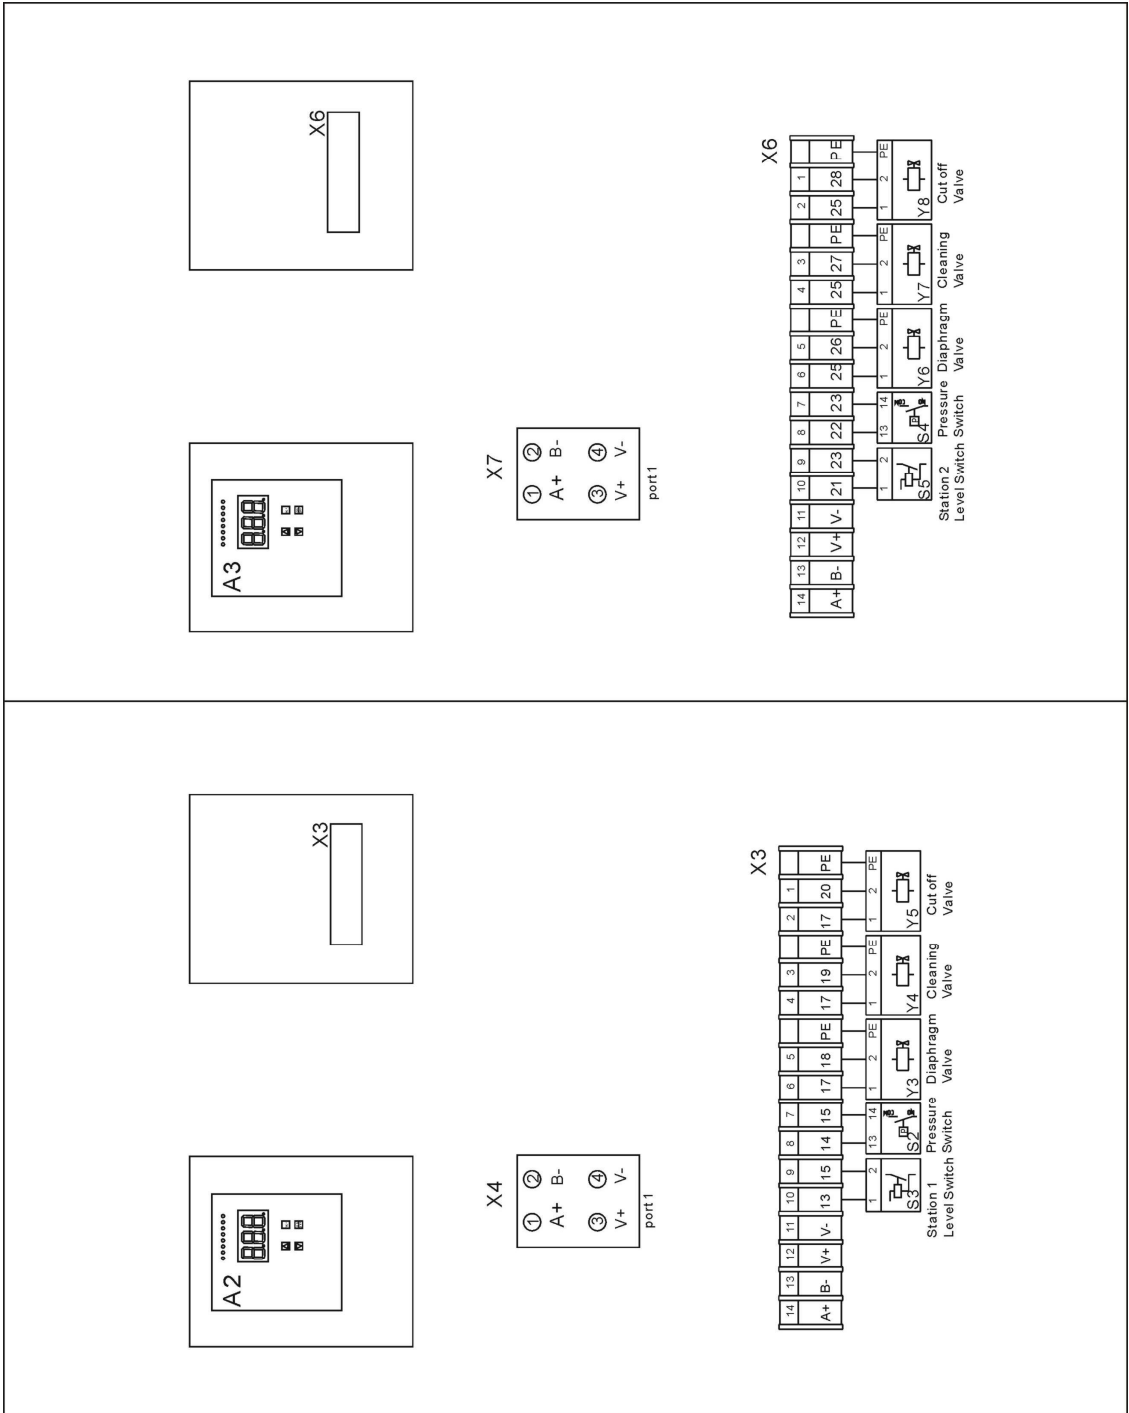 A2
888
X3
X4
1 2
A+ B-
3 4
V+ V-
port1
X3
14 13 12 11 10 9 8 7 6 5 4 3 2 1
A+ B- V+ V- 13 15 14 15 17 18 PE 17 19 PE 17 20 PE
1 2 13 14 1 2 PE 1 2 PE 1 2 PE
P COM
S3 S2 Y3 Y4 Y5
Station 1 Pressure Diaphragm Cleaning Cut off
Level Switch Switch Valve Valve Valve
A3
888
X6
X7
1 2
A+ B-
3 4
V+ V-
port1
X6
14 13 12 11 10 9 8 7 6 5 4 3 2 1
A+ B- V+ V- 21 23 22 23 25 26 PE 25 27 PE 25 28 PE
1 2 13 14 1 2 PE 1 2 PE 1 2 PE
P COM
S5 S4 Y6 Y7 Y8
Station 2 Pressure Diaphragm Cleaning Cut off
Level Switch Switch Valve Valve Valve